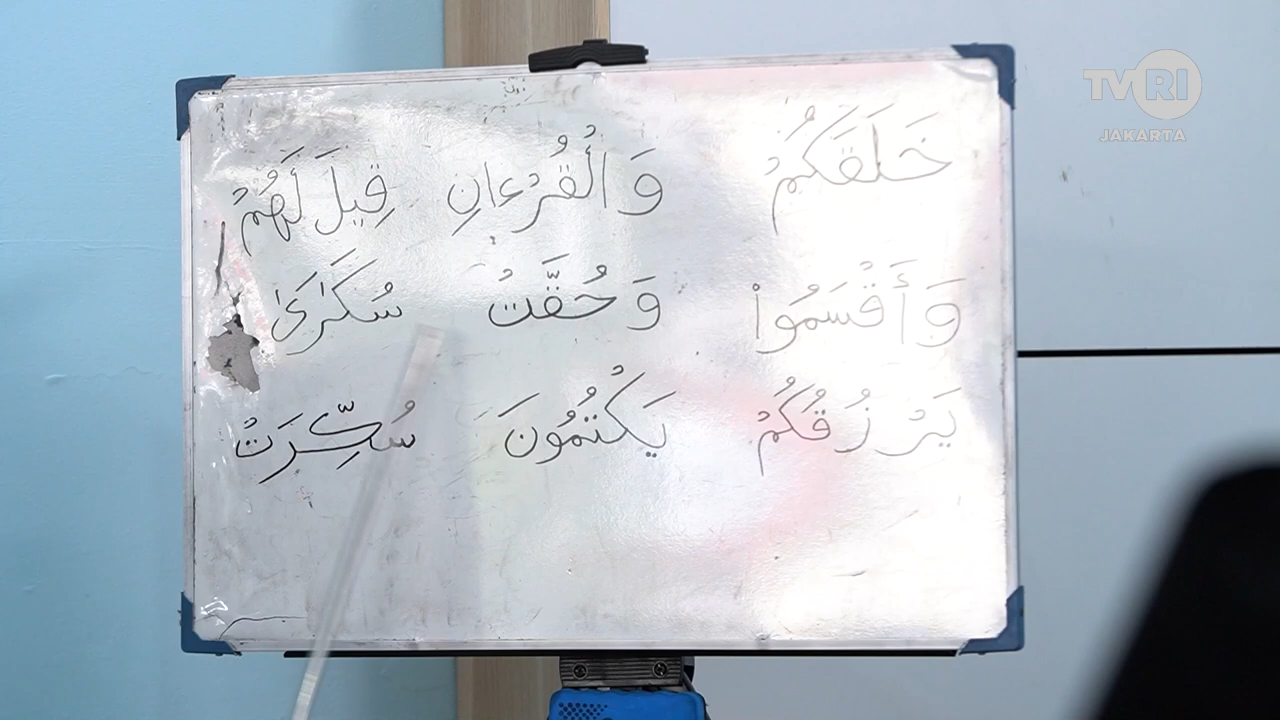 TVRI
JAKARTA
خَلَقَكُمْ وَالْقُرْءَانِ قِيلَ لَهُمْ
وَأَقْسَمُوا۟ وَحُقَّتْ سُكَـٰرَىٰ
يَرْزُقُكُمْ يَكْتُمُونَ سُكِّرَتْ